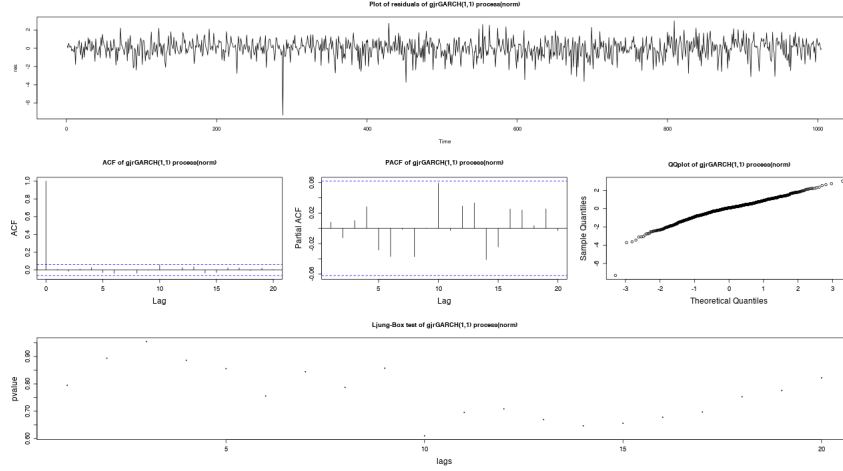 Plot of residuals of gjrGARCH(1,1) process(norm)
res
2
0
-2
-4
-6
0 200 400 600 800 1000
Time
ACF of gjrGARCH(1,1) process(norm)
ACF
1.0
0.8
0.6
0.4
0.2
0.0
5 10 15 20
Lag
PACF of gjrGARCH(1,1) process(norm)
Partial ACF
0.06
0.02
-0.02
-0.06
5 10 15 20
Lag
QQplot of gjrGARCH(1,1) process(norm)
Sample Quantiles
2
0
-2
-4
-6
-3 -2 -1 0 1 2 3
Theoretical Quantiles
Ljung-Box test of gjrGARCH(1,1) process(norm)
pvalue
0.90
0.80
0.70
0.60
5 10 15 20
lags